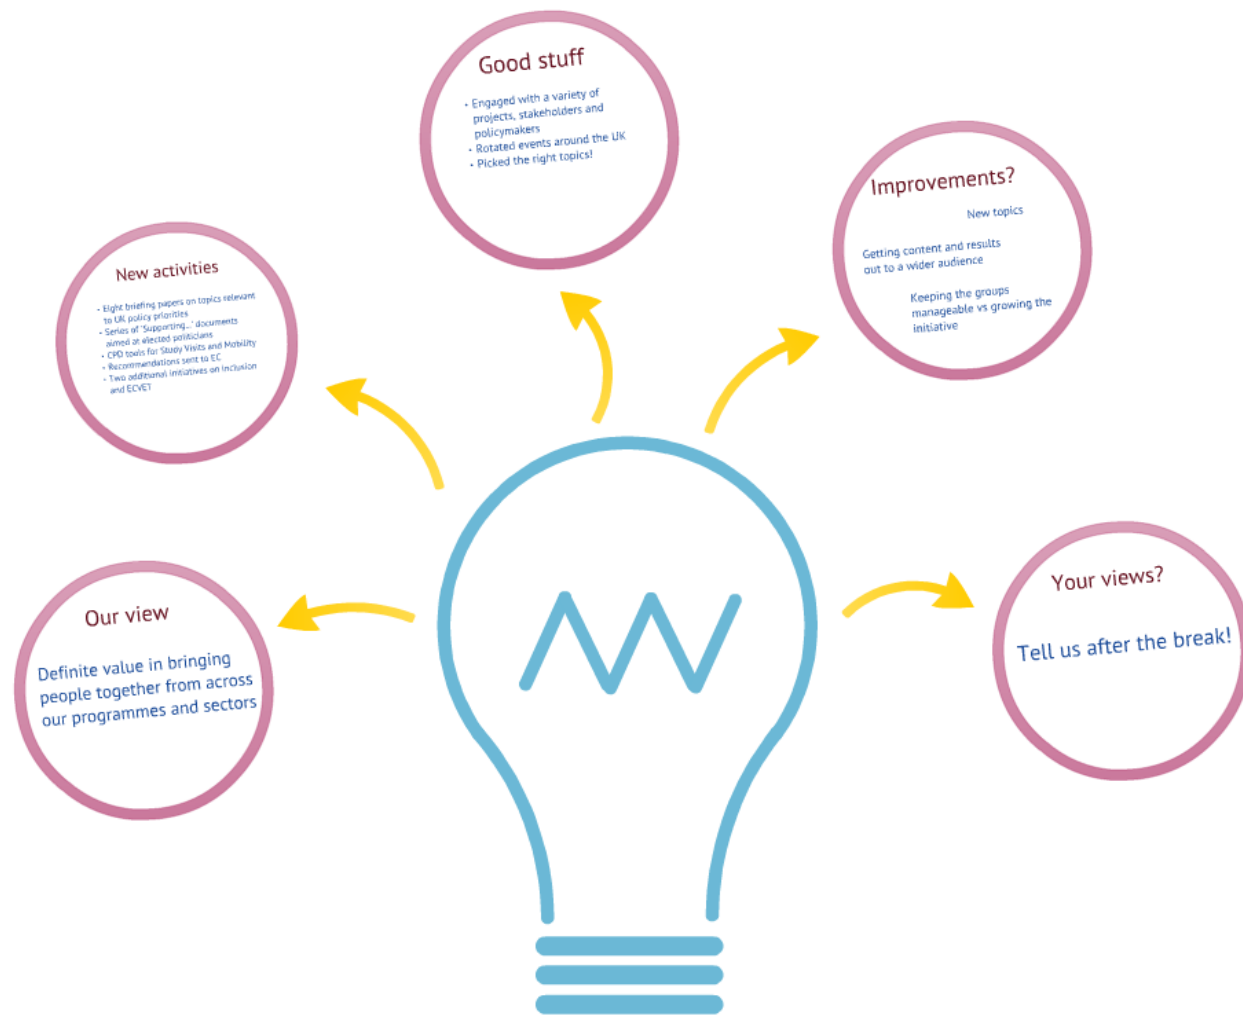 Good stuff
• Engaged with a variety of
projects, stakeholders and
policymakers
• Rotated events around the UK
• Picked the right topics!
Improvements?
New topics
Getting content and results
out to a wider audience
Keeping the groups
manageable vs growing the
initiative
New activities
• Eight briefing papers on topics relevant
to UK policy priorities
• Series of 'Supporting...' documents
aimed at elected politicians
• CPD tools for Study Visits and Mobility
• Recommendations sent to EC
• Two additional initiatives on Inclusion
and ECVET
Our view
Definite value in bringing
people together from across
our programmes and sectors
Your views?
Tell us after the break!